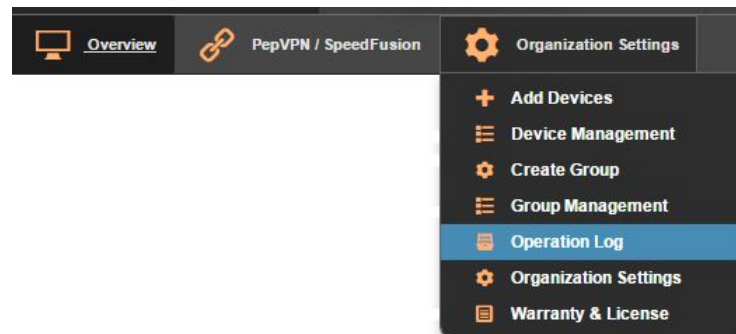 Overview
PepVPN / SpeedFusion
Organization Settings
Add Devices
Device Management
Create Group
Group Management
Operation Log
Organization Settings
Warranty & License